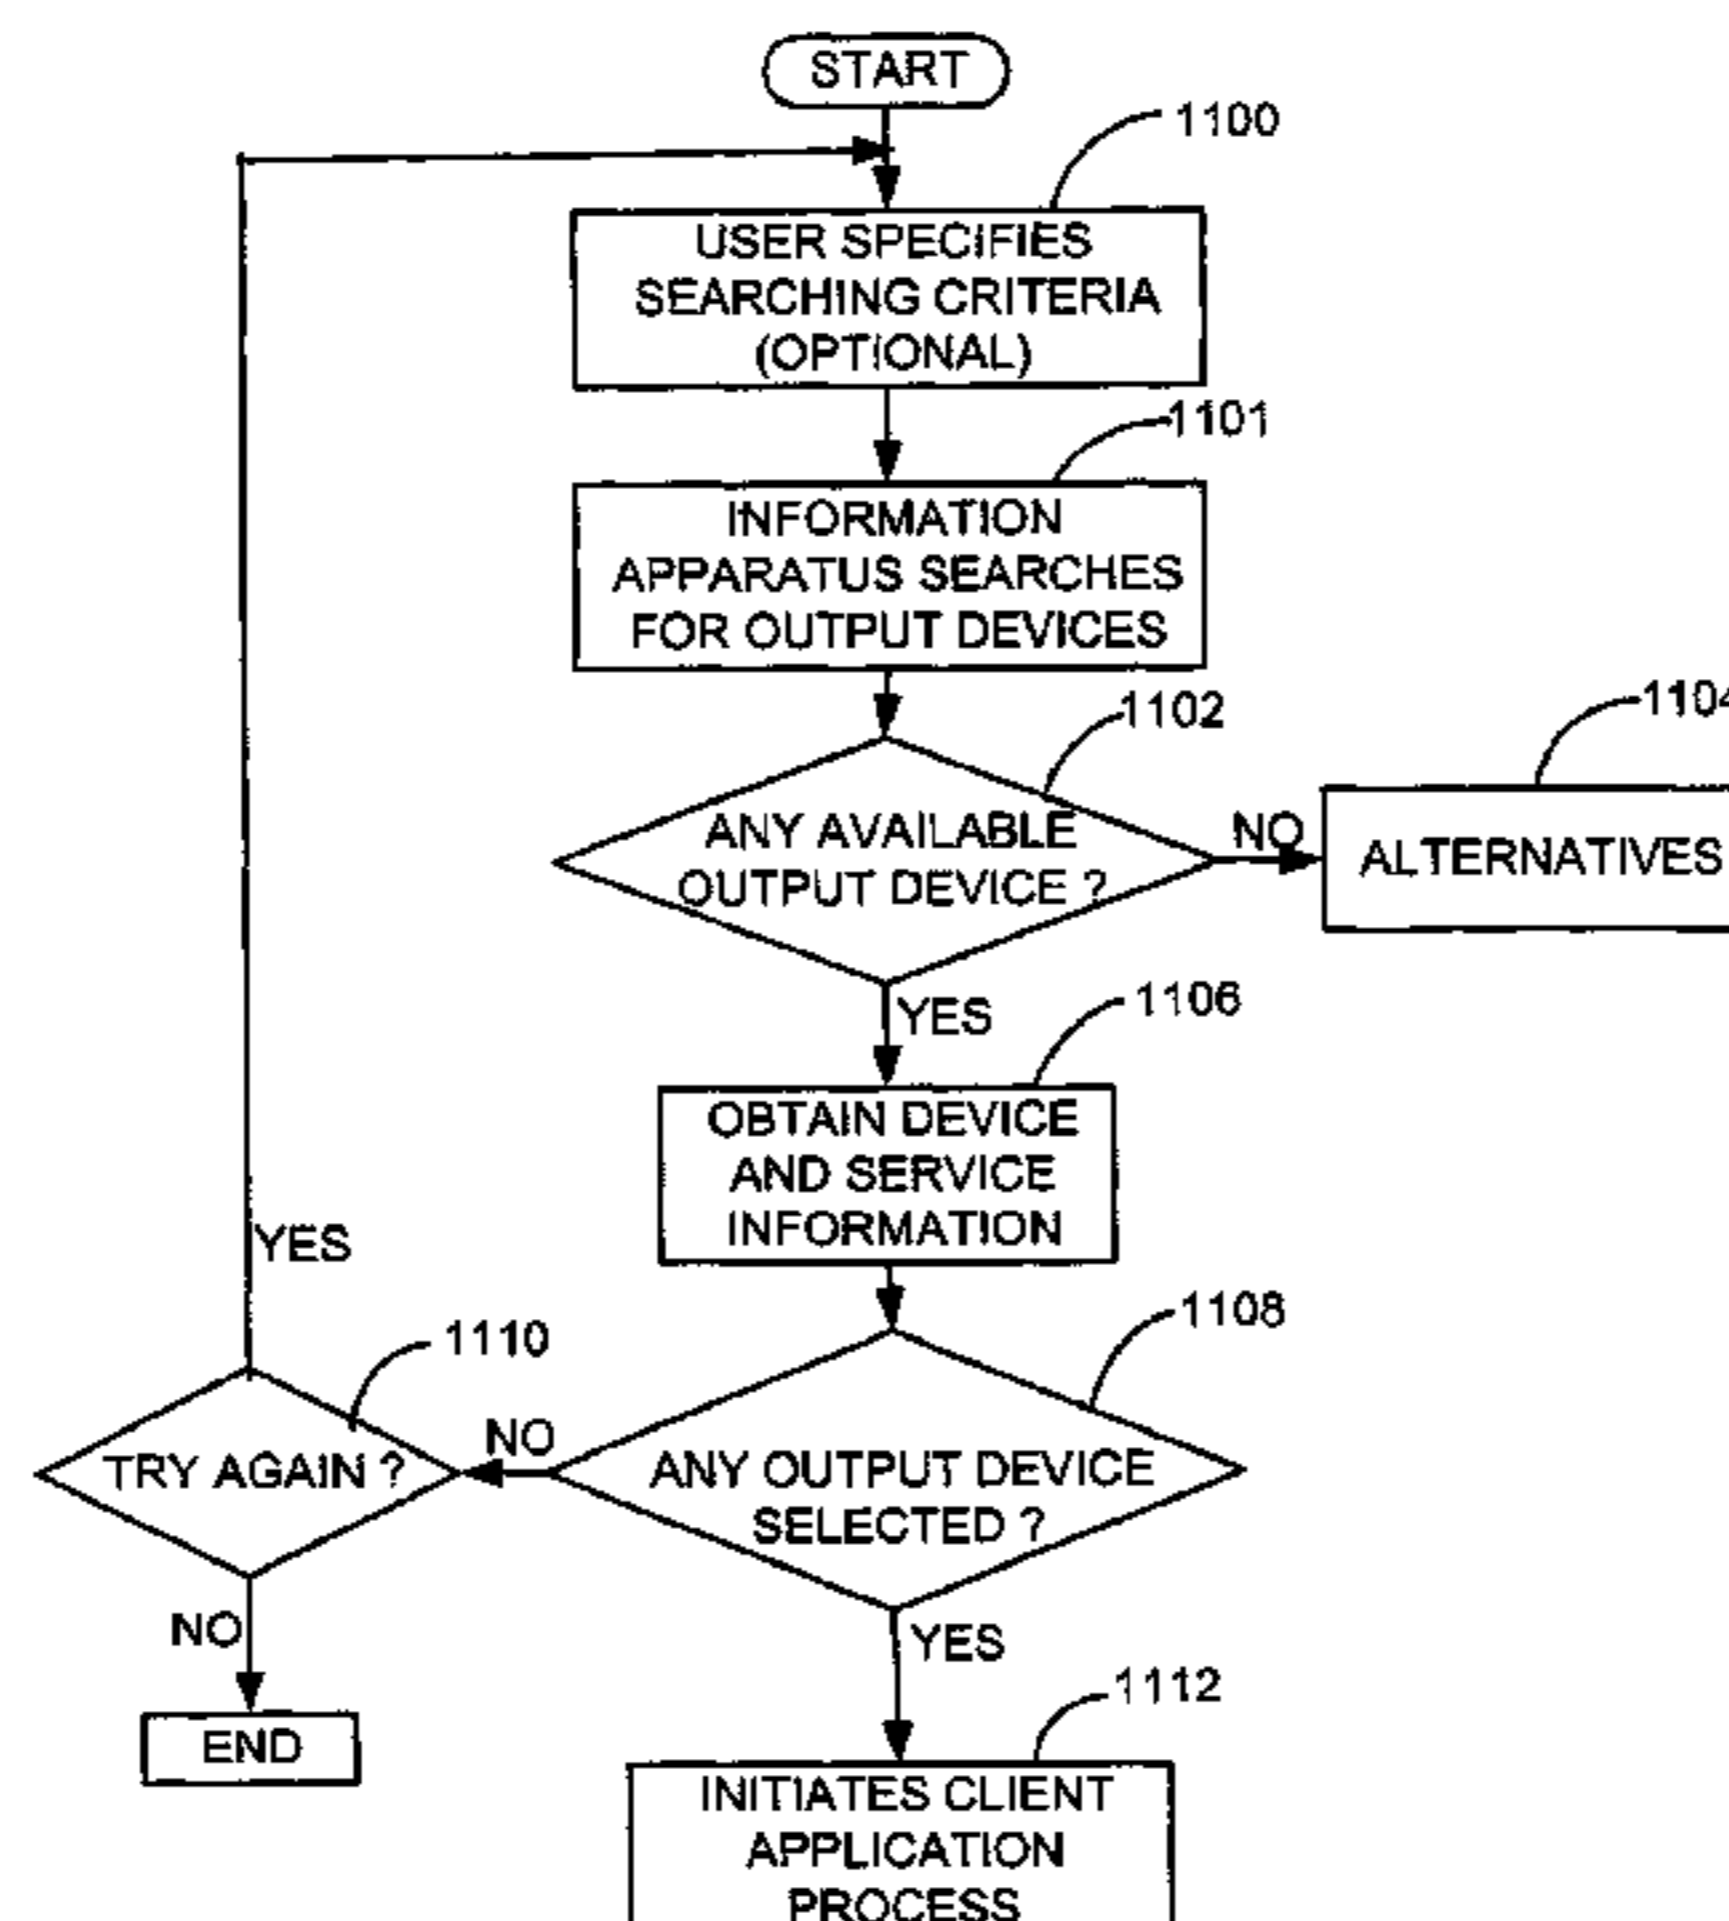 START
1100
USER SPECIFIES
SEARCHING CRITERIA
(OPTIONAL)
1101
INFORMATION
APPARATUS SEARCHES
FOR OUTPUT DEVICES
1102
1104
ANY AVAILABLE
OUTPUT DEVICE ?
NO
ALTERNATIVES
YES
1106
OBTAIN DEVICE
AND SERVICE
INFORMATION
YES
1108
1110
TRY AGAIN ?
NO
ANY OUTPUT DEVICE
SELECTED ?
NO
YES
END
1112
INITIATES CLIENT
APPLICATION
PROCESS